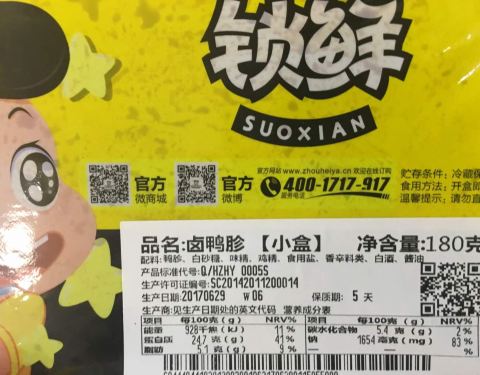 锁鲜
SUOXIAN
官方
微商城
官方
微博
官方网站:www.zhouheiya.cn 欢迎在线订购
400-1717-917
服务电话
贮存条件:冷藏保
食用方法:开盒即
温馨提示:请勿直
品名:卤鸭胗 【小盒】 净含量:180克
配料:鸭胗、白砂糖、味精、鸡精、食用盐、香辛料类、白酒、酱油
产品标准代号:Q/HZHY 0005S
生产许可证编号:SC20142011200014
生产日期:20170629 W06 保质期: 5 天
生产商:见生产日期处的英文代码 营养成分表
项目 每100克(g) NRV% 项目 每100克(g) NRV%
能量 928千焦(kJ) 11% 碳水化合物 5.4 克(g) 2%
蛋白质 24.7 克(g) 41% 钠 1654 毫克(mg) 83%
脂肪 5.1 克(g) 9%